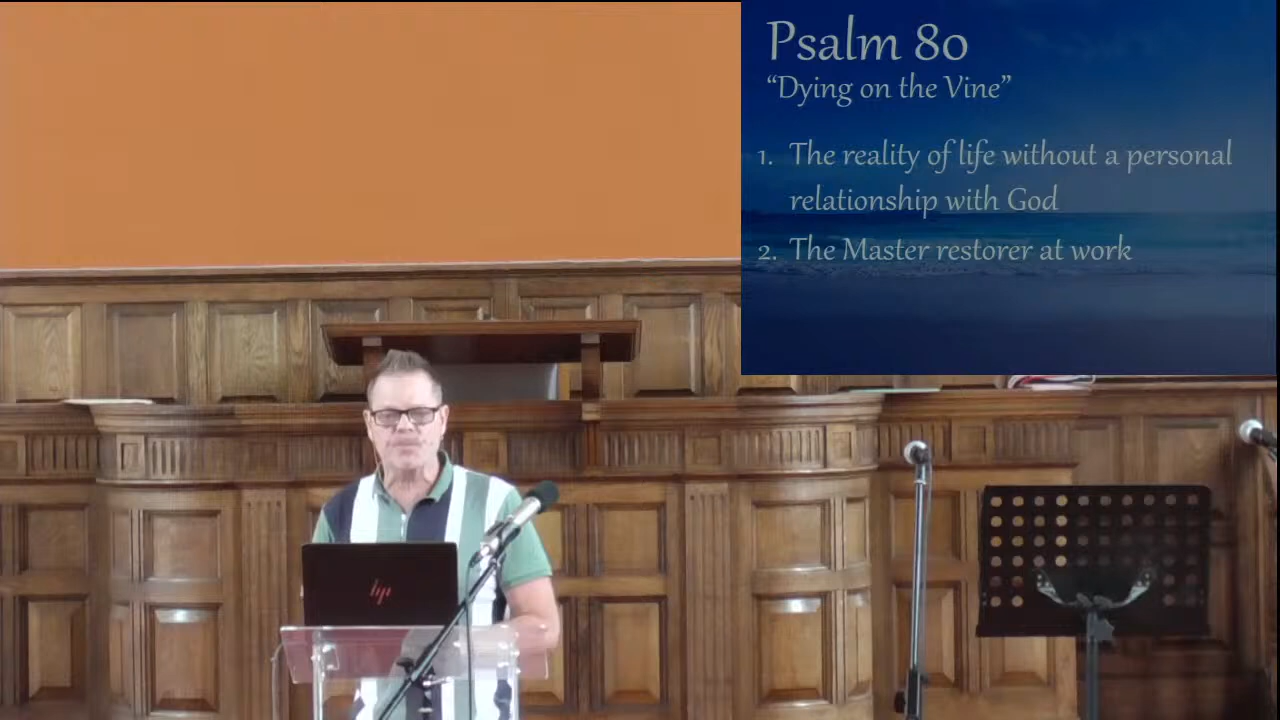 Psalm 80
“Dying on the Vine”
1. The reality of life without a personal
relationship with God
2. The Master restorer at work
hp